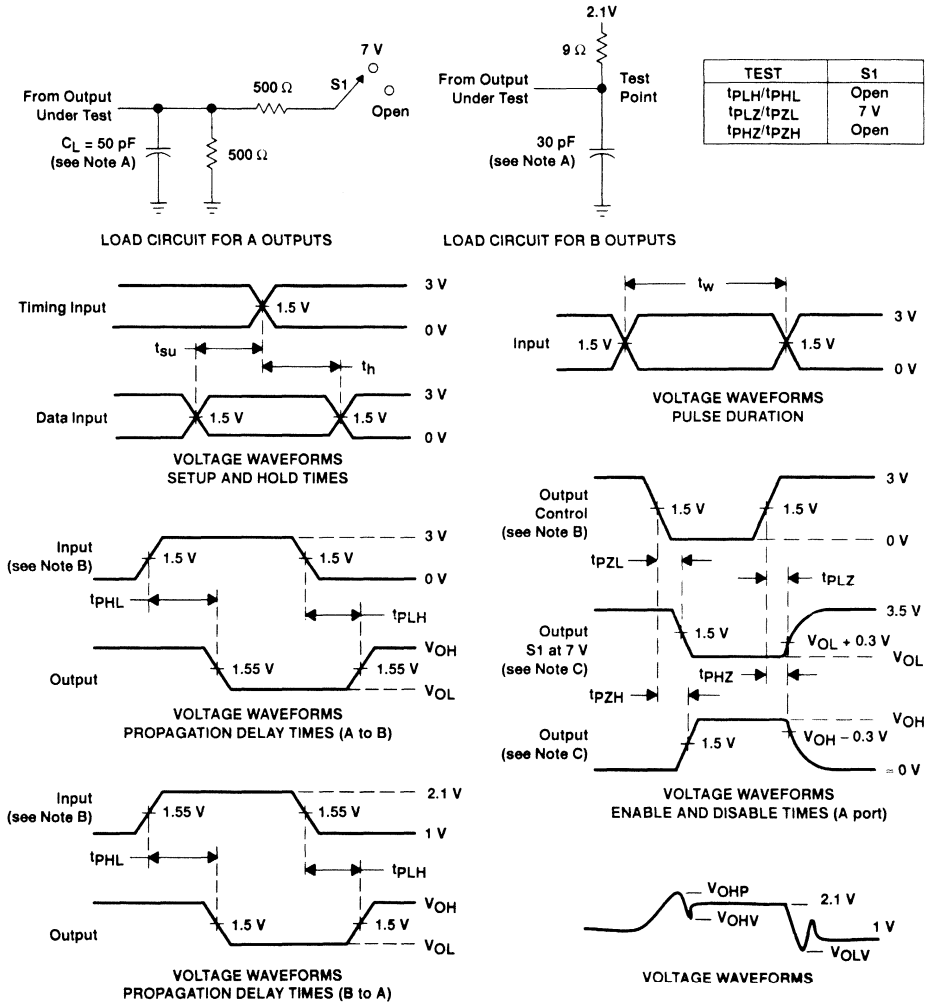 7 V
S1
500 Ω
Open
From Output
Under Test
CL = 50 pF
(see Note A)
500 Ω
LOAD CIRCUIT FOR A OUTPUTS
2.1V
9 Ω
From Output
Under Test
Test
Point
30 pF
(see Note A)
LOAD CIRCUIT FOR B OUTPUTS
TEST S1
tPLH/tPHL Open
tPLZ/tPZL 7 V
tPHZ/tPZH Open
Timing Input
3 V
1.5 V
0 V
tsu
th
Data Input
3 V
1.5 V
1.5 V
0 V
VOLTAGE WAVEFORMS
SETUP AND HOLD TIMES
tw
Input
3 V
1.5 V
1.5 V
0 V
VOLTAGE WAVEFORMS
PULSE DURATION
Input
(see Note B)
3 V
1.5 V
1.5 V
0 V
tPHL
tPLH
Output
VOH
1.55 V
1.55 V
VOL
VOLTAGE WAVEFORMS
PROPAGATION DELAY TIMES (A to B)
Output
Control
(see Note B)
3 V
1.5 V
1.5 V
0 V
tPZL
tPLZ
Output
S1 at 7 V
(see Note C)
3.5 V
1.5 V
VOL + 0.3 V
VOL
tPHZ
tPZH
Output
(see Note C)
VOH
1.5 V
VOH − 0.3 V
≈ 0 V
VOLTAGE WAVEFORMS
ENABLE AND DISABLE TIMES (A port)
Input
(see Note B)
2.1 V
1.55 V
1.55 V
1 V
tPHL
tPLH
Output
VOH
1.5 V
1.5 V
VOL
VOLTAGE WAVEFORMS
PROPAGATION DELAY TIMES (B to A)
VOHP
2.1 V
VOHV
1 V
VOLV
VOLTAGE WAVEFORMS